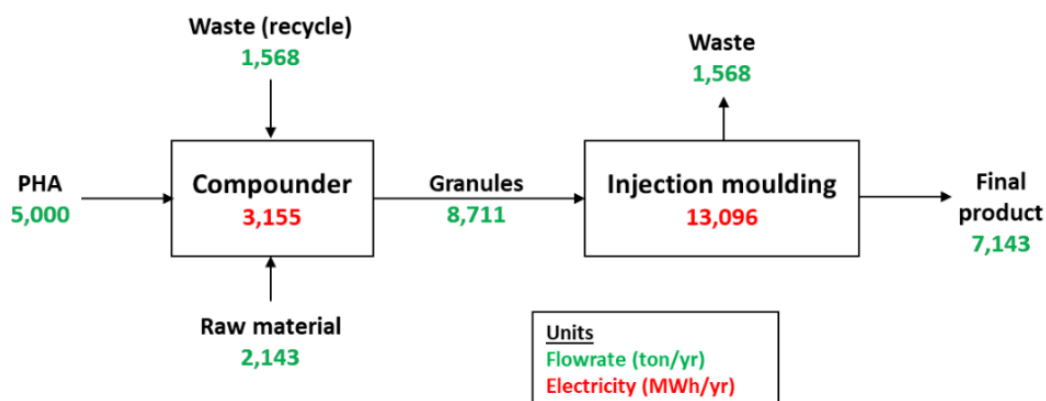 Waste (recycle)
1,568
Waste
1,568
PHA
5,000
Compounder
3,155
Granules
8,711
Injection moulding
13,096
Final
product
7,143
Raw material
2,143
Units
Flowrate (ton/yr)
Electricity (MWh/yr)